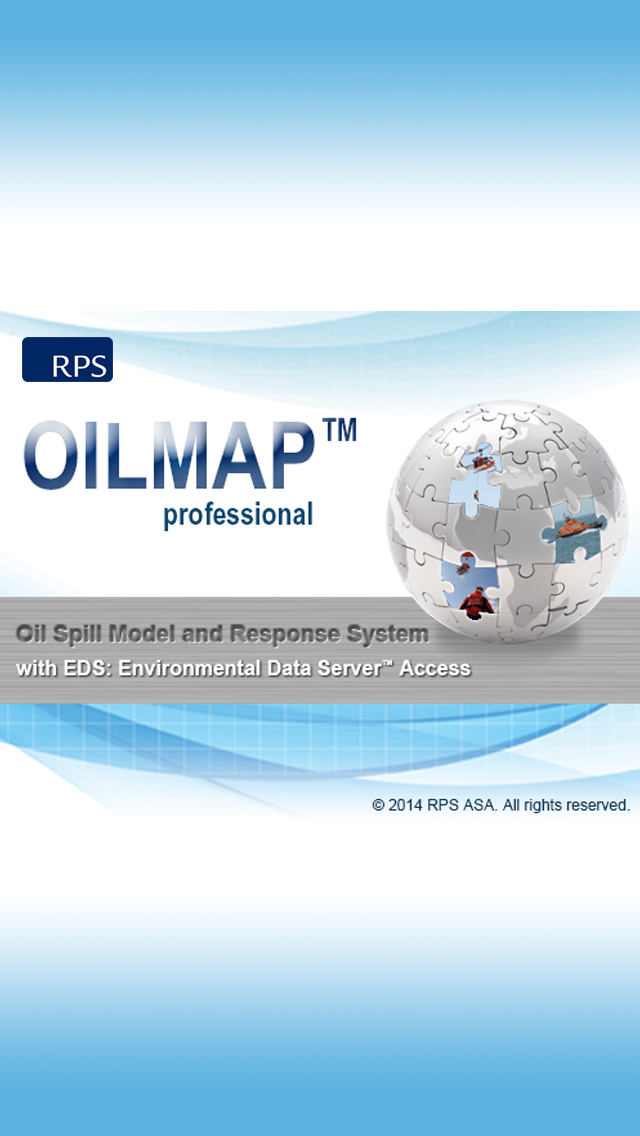 RPS
OILMAP™
professional
Oil Spill Model and Response System
with EDS: Environmental Data Server™ Access
© 2014 RPS ASA. All rights reserved.